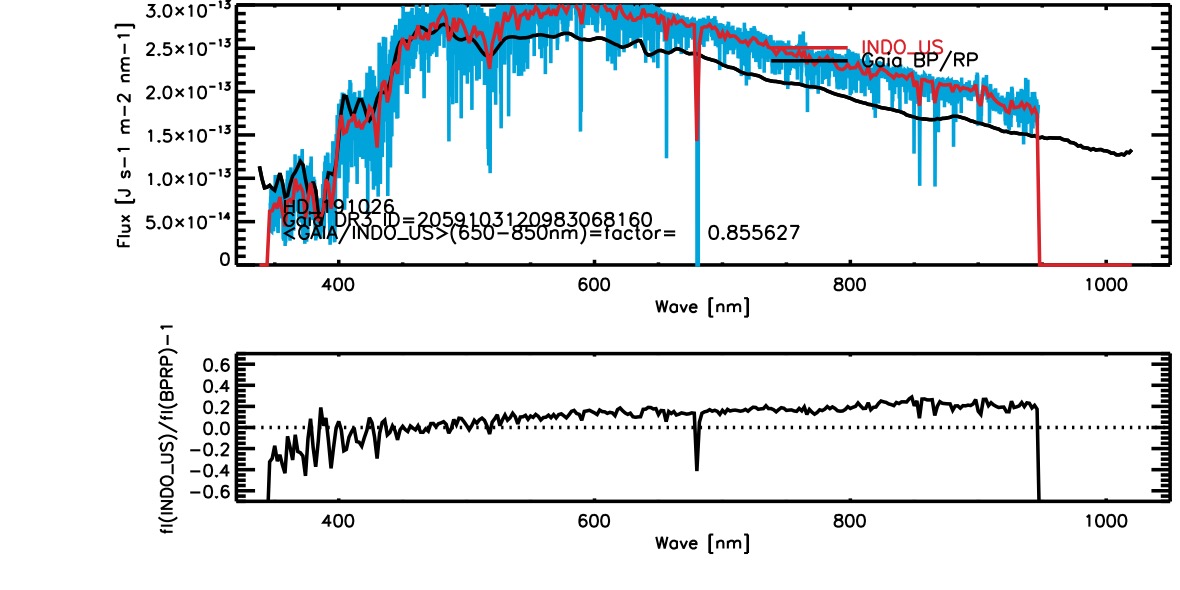 3.0×10−13
2.5×10−13
2.0×10−13
1.5×10−13
1.0×10−13
5.0×10−14
0
Flux [J s−1 m−2 nm−1]
INDO_US
Gaia BP/RP
HD_191026
Gaia DR3_ID=2059103120983068160
<GAIA/INDO_US>(650−850nm)=factor= 0.855627
400 600 800 1000
Wave [nm]
0.6
0.4
0.2
0.0
−0.2
−0.4
−0.6
fl(INDO_US)/fl(BPRP)−1
400 600 800 1000
Wave [nm]